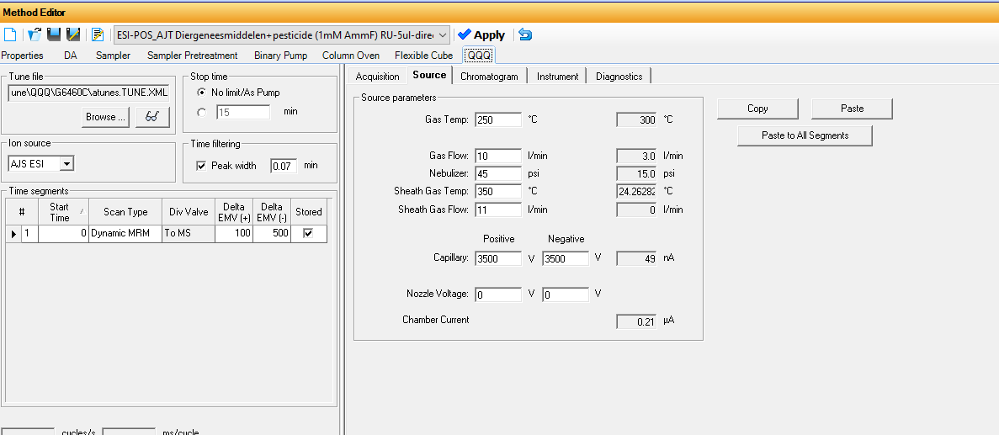 Method Editor
ESI-POS_AJT Diergeneesmiddelen+pesticide (1mM AmmF) RU-5ul-direc Apply
Properties DA Sampler Sampler Pretreatment Binary Pump Column Oven Flexible Cube QQQ
Tune file
une\QQQ\G6460C\atunes.TUNE.XML
Browse ...
Stop time
No limit/As Pump
15 min
Ion source
AJS ESI
Time filtering
Peak width 0.07 min
Time segments
# Start Time Scan Type Div Valve Delta EMV (+) Delta EMV (-) Stored
1 0 Dynamic MRM To MS 100 500
cycles/s ms/cycle
Acquisition Source Chromatogram Instrument Diagnostics
Source parameters
Gas Temp: 250 °C 300 °C
Gas Flow: 10 l/min 3.0 l/min
Nebulizer: 45 psi 15.0 psi
Sheath Gas Temp: 350 °C 24.26282 °C
Sheath Gas Flow: 11 l/min 0 l/min
Positive Negative
Capillary: 3500 V 3500 V 49 nA
Nozzle Voltage: 0 V 0 V
Chamber Current 0.21 µA
Copy Paste
Paste to All Segments